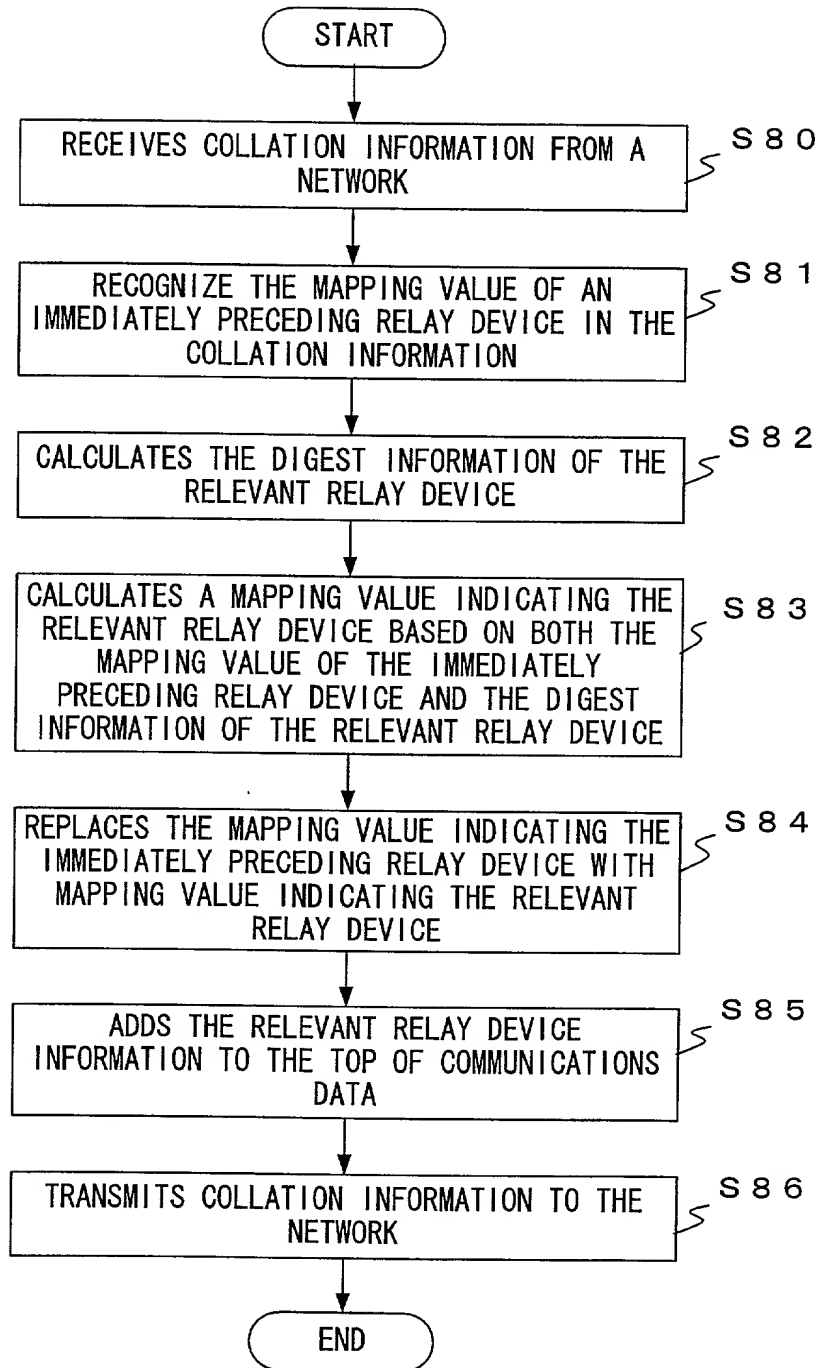 START
RECEIVES COLLATION INFORMATION FROM A
NETWORK
S80
RECOGNIZE THE MAPPING VALUE OF AN
IMMEDIATELY PRECEDING RELAY DEVICE IN THE
COLLATION INFORMATION
S81
CALCULATES THE DIGEST INFORMATION OF THE
RELEVANT RELAY DEVICE
S82
CALCULATES A MAPPING VALUE INDICATING THE
RELEVANT RELAY DEVICE BASED ON BOTH THE
MAPPING VALUE OF THE IMMEDIATELY
PRECEDING RELAY DEVICE AND THE DIGEST
INFORMATION OF THE RELEVANT RELAY DEVICE
S83
REPLACES THE MAPPING VALUE INDICATING THE
IMMEDIATELY PRECEDING RELAY DEVICE WITH
MAPPING VALUE INDICATING THE RELEVANT
RELAY DEVICE
S84
ADDS THE RELEVANT RELAY DEVICE
INFORMATION TO THE TOP OF COMMUNICATIONS
DATA
S85
TRANSMITS COLLATION INFORMATION TO THE
NETWORK
S86
END